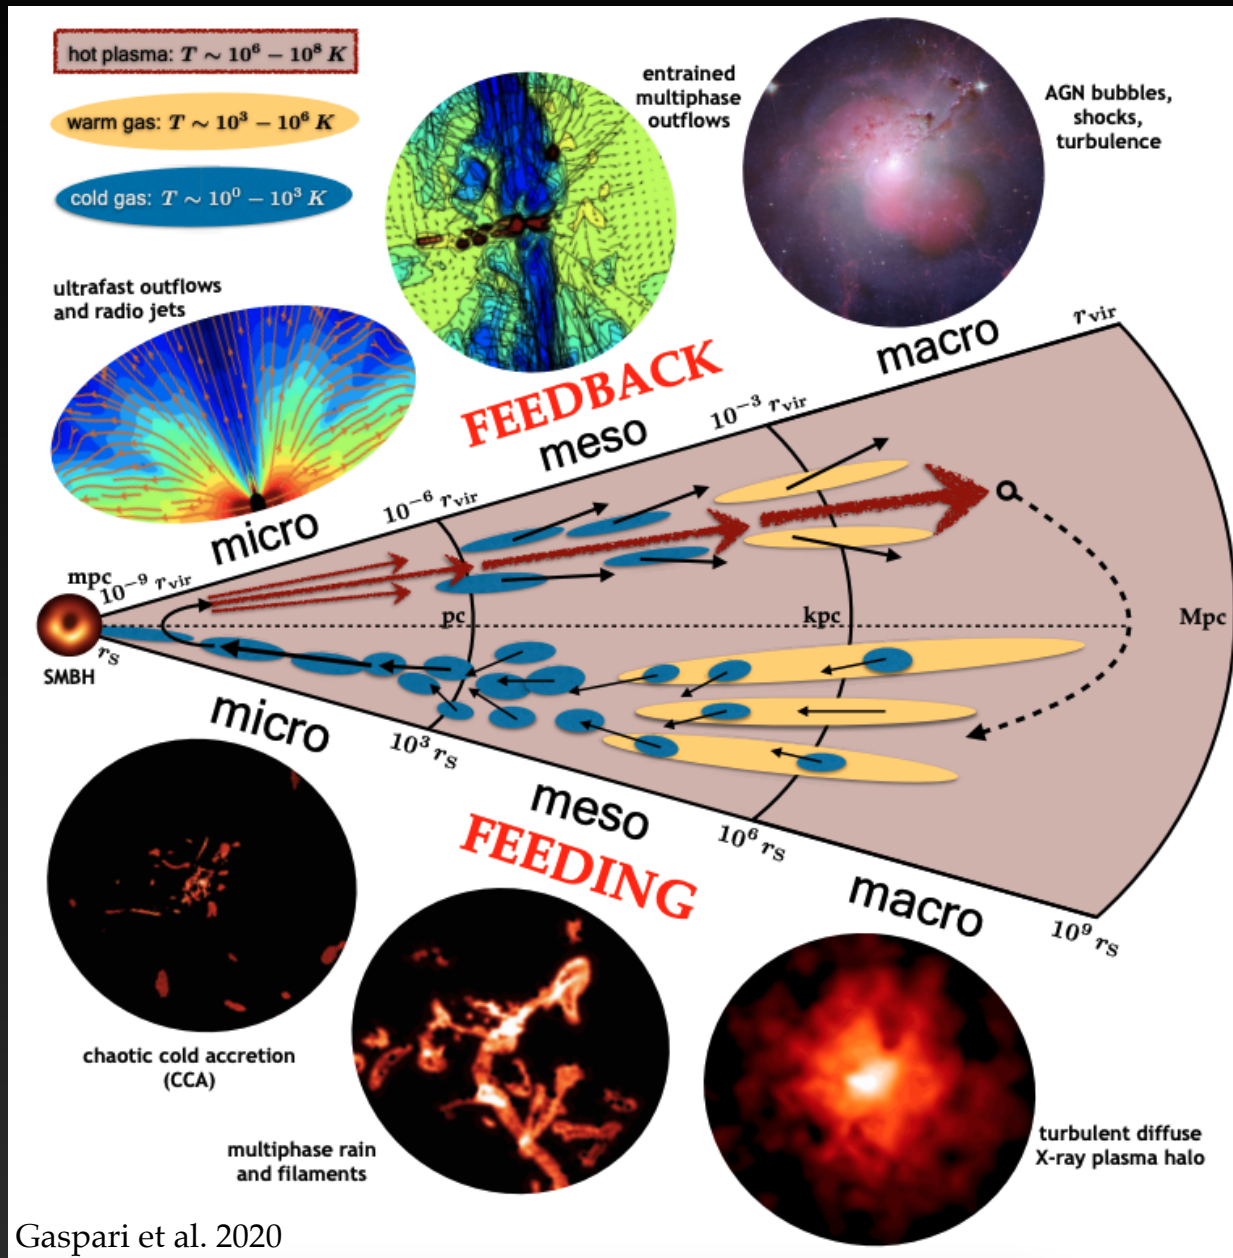 hot plasma: T ∼ 10⁶ − 10⁸ K
warm gas: T ∼ 10³ − 10⁶ K
cold gas: T ∼ 10⁰ − 10³ K
entrained
multiphase
outflows
AGN bubbles,
shocks,
turbulence
ultrafast outflows
and radio jets
FEEDBACK
micro
meso
macro
10⁻⁹ r_vir
10⁻⁶ r_vir
10⁻³ r_vir
r_vir
mpc
pc
kpc
Mpc
SMBH
r_S
10³ r_S
10⁶ r_S
10⁹ r_S
micro
meso
macro
FEEDING
chaotic cold accretion
(CCA)
multiphase rain
and filaments
turbulent diffuse
X-ray plasma halo
Gaspari et al. 2020